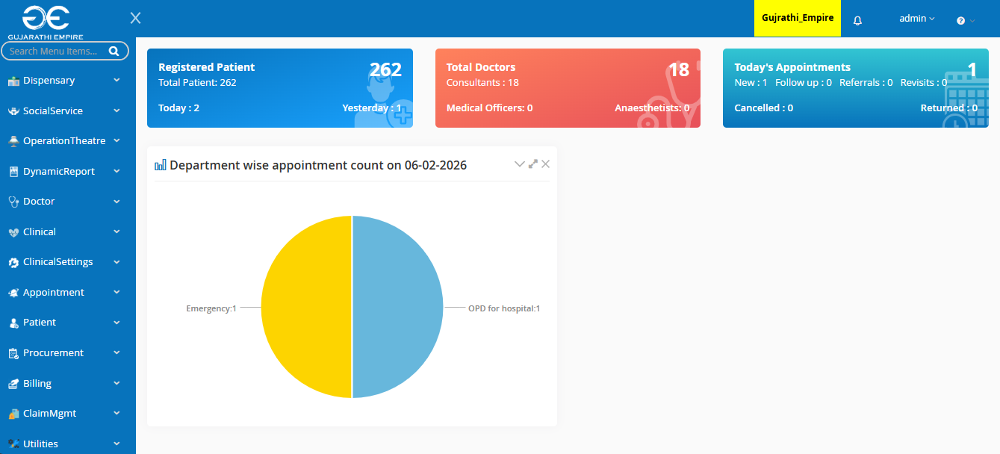 GUJARATHI EMPIRE
Gujrathi_Empire
admin
Search Menu Items...
Dispensary
SocialService
OperationTheatre
DynamicReport
Doctor
Clinical
ClinicalSettings
Appointment
Patient
Procurement
Billing
ClaimMgmt
Utilities
Registered Patient 262
Total Patient: 262
Today : 2 Yesterday : 1
Total Doctors 18
Consultants : 18
Medical Officers: 0 Anaesthetists: 0
Today's Appointments 1
New : 1 Follow up : 0 Referrals : 0 Revisits : 0
Cancelled : 0 Returned : 0
Department wise appointment count on 06-02-2026
Emergency:1
OPD for hospital:1